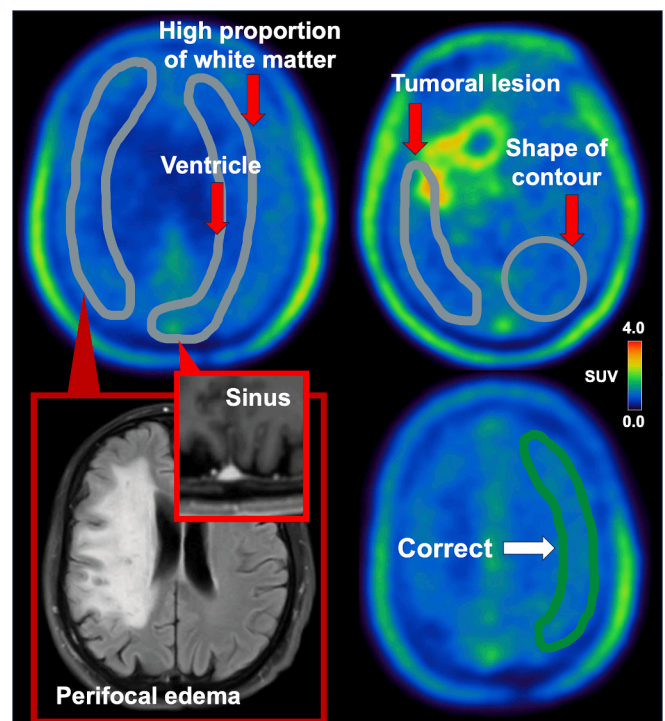 High proportion
of white matter
Ventricle
Tumoral lesion
Shape of
contour
4.0
SUV
0.0
Sinus
Correct
Perifocal edema